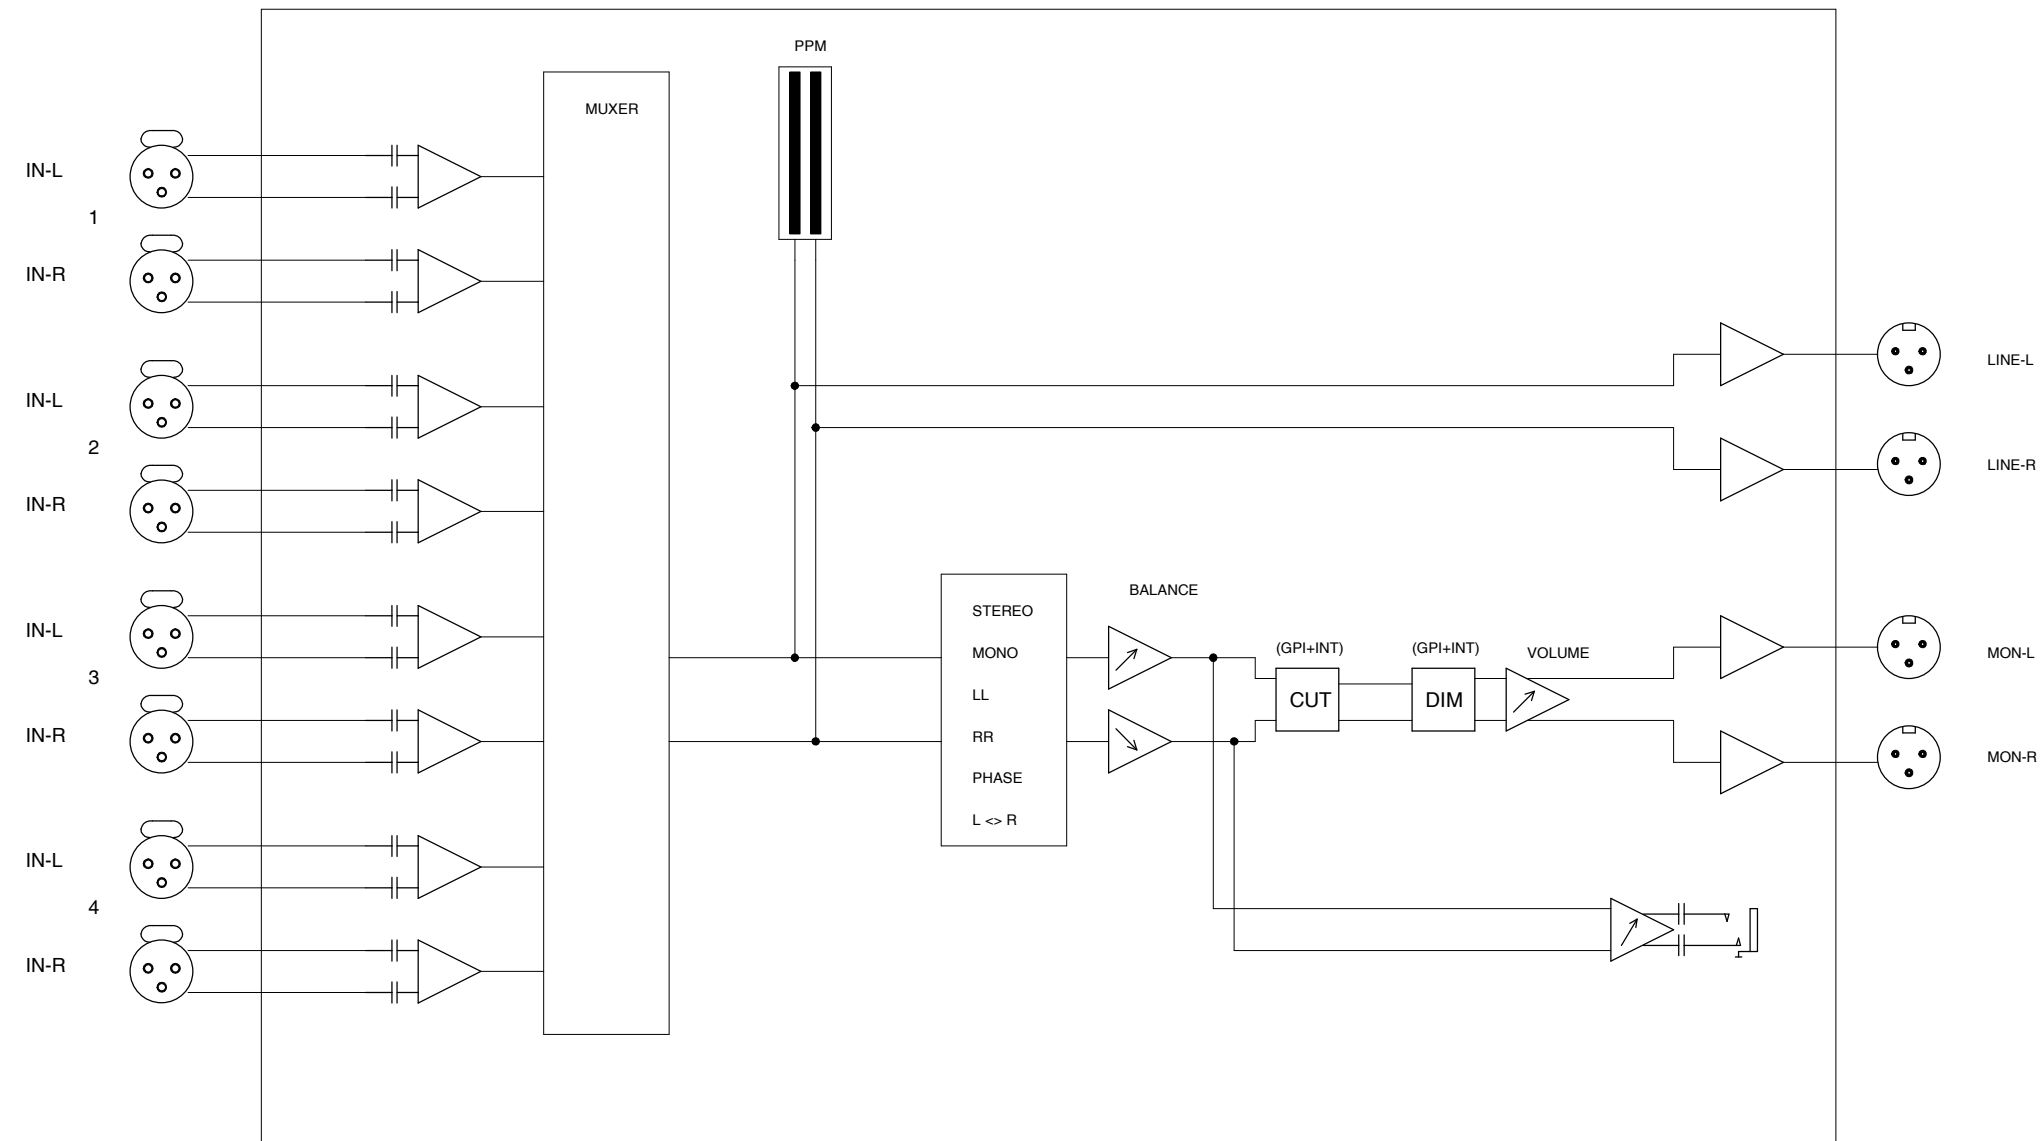 PPM
MUXER
IN-L
1
IN-R
IN-L
2
IN-R
IN-L
3
IN-R
IN-L
4
IN-R
STEREO
MONO
LL
RR
PHASE
L <> R
BALANCE
(GPI+INT)
CUT
(GPI+INT)
DIM
VOLUME
LINE-L
LINE-R
MON-L
MON-R